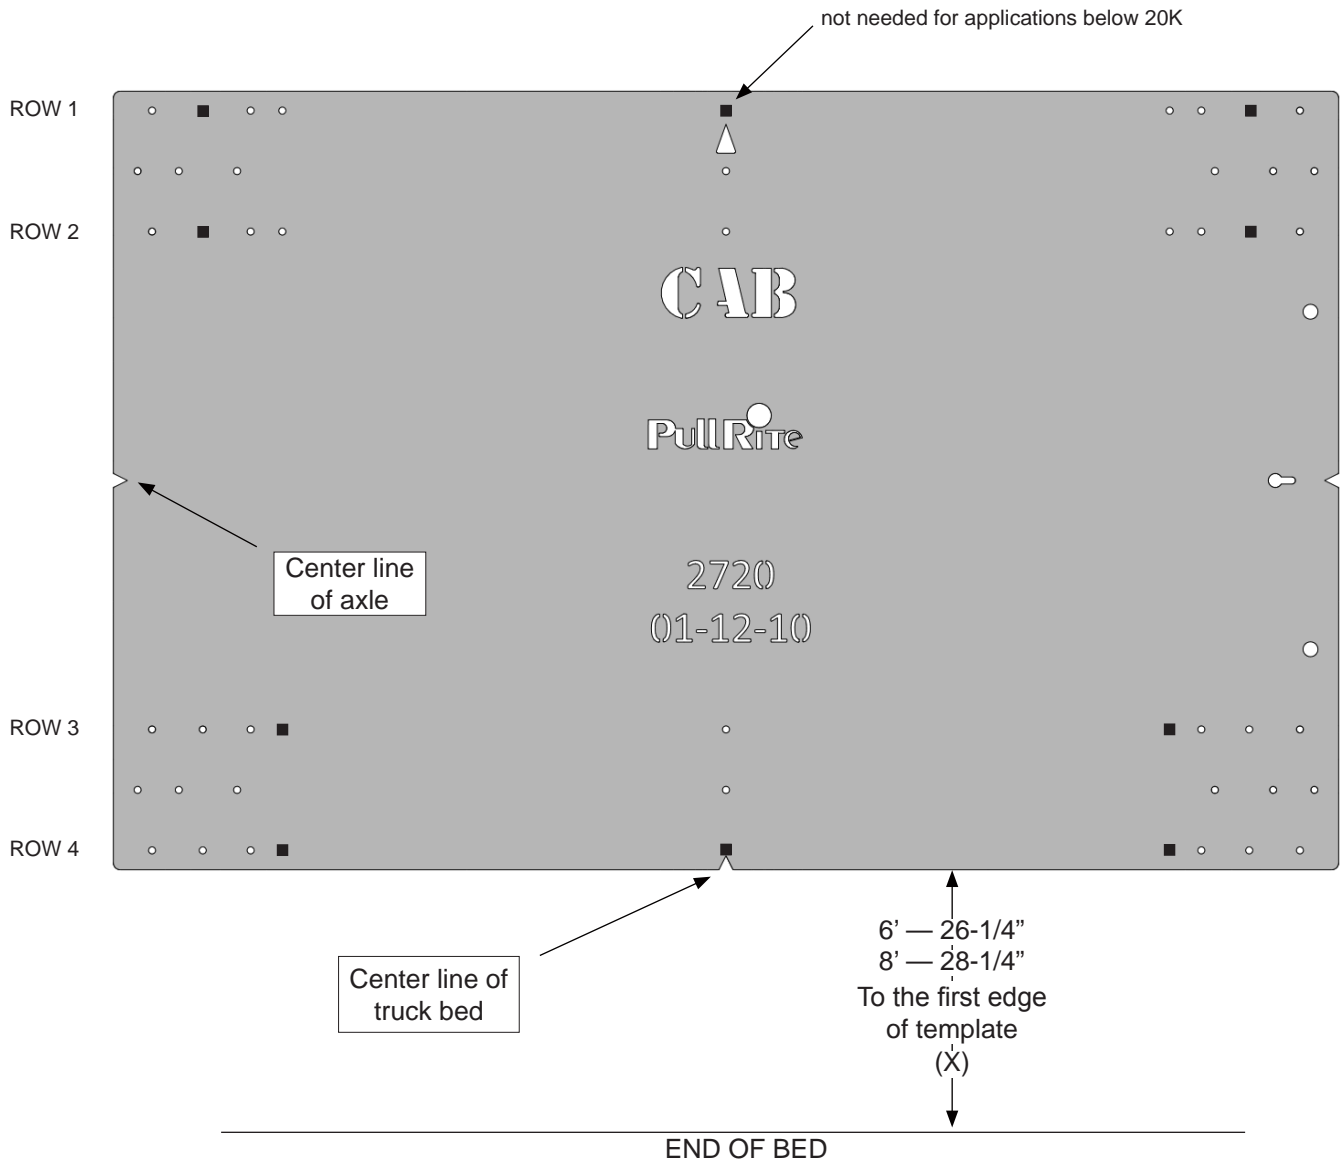 not needed for applications below 20K
ROW 1
ROW 2
CAB
PullRite
Center line
of axle
2720
01-12-10
ROW 3
ROW 4
6’ — 26-1/4”
8’ — 28-1/4”
To the first edge
of template
(X)
Center line of
truck bed
END OF BED